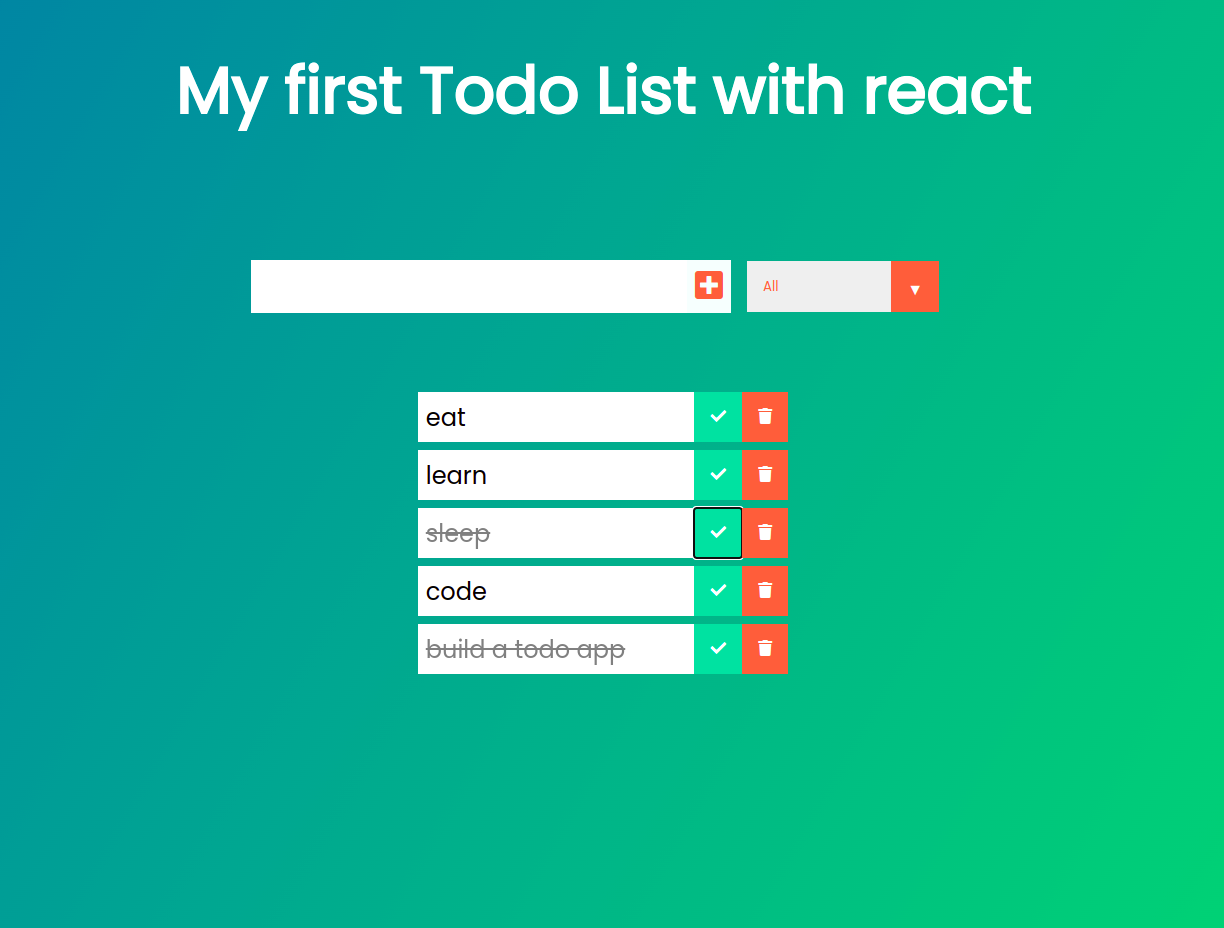 My first Todo List with react
All
eat
learn
sleep
code
build a todo app